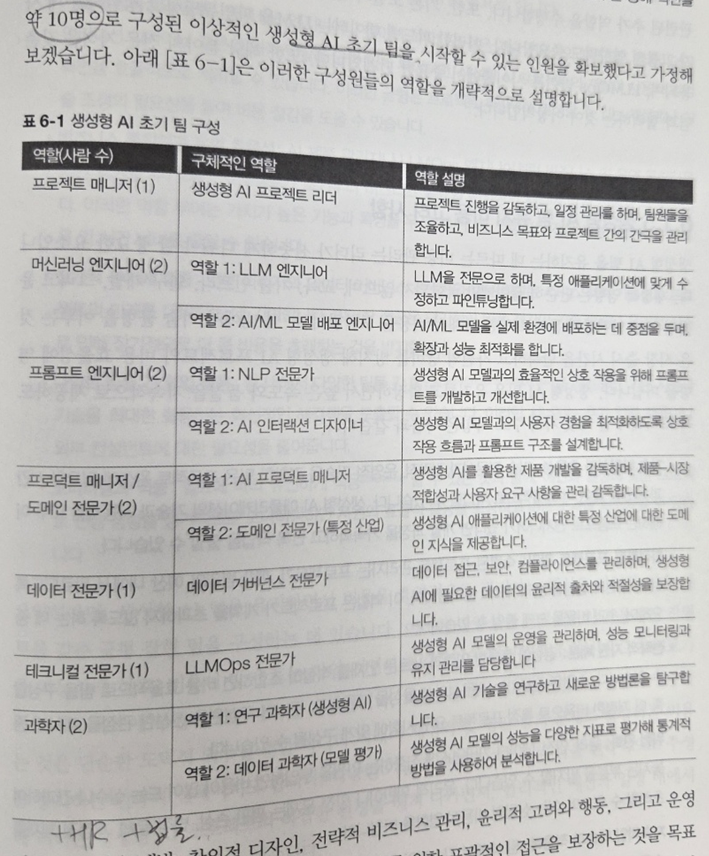 약 10명으로 구성된 이상적인 생성형 AI 초기 팀을 시작할 수 있는 인원을 확보했다고 가정해
보겠습니다. 아래 [표 6-1]은 이러한 구성원들의 역할을 개략적으로 설명합니다.
표 6-1 생성형 AI 초기 팀 구성
역할(사람 수) 구체적인 역할 역할 설명
프로젝트 매니저 (1) 생성형 AI 프로젝트 리더 프로젝트 진행을 감독하고, 일정 관리를 하며, 팀원들을
조율하고, 비즈니스 목표와 프로젝트 간의 간극을 관리
합니다.
머신러닝 엔지니어 (2) 역할 1: LLM 엔지니어 LLM을 전문으로 하며, 특정 애플리케이션에 맞게 수
정하고 파인튜닝합니다.
역할 2: AI/ML 모델 배포 엔지니어 AI/ML 모델을 실제 환경에 배포하는 데 중점을 두며,
확장과 성능 최적화를 합니다.
프롬프트 엔지니어 (2) 역할 1: NLP 전문가 생성형 AI 모델과의 효율적인 상호 작용을 위해 프롬프
트를 개발하고 개선합니다.
역할 2: AI 인터랙션 디자이너 생성형 AI 모델과의 사용자 경험을 최적화하도록 상호
작용 흐름과 프롬프트 구조를 설계합니다.
프로덕트 매니저 / 역할 1: AI 프로덕트 매니저 생성형 AI를 활용한 제품 개발을 감독하며, 제품-시장
도메인 전문가 (2) 적합성과 사용자 요구 사항을 관리 감독합니다.
역할 2: 도메인 전문가 (특정 산업) 생성형 AI 애플리케이션에 대한 특정 산업에 대한 도메
인 지식을 제공합니다.
데이터 전문가 (1) 데이터 거버넌스 전문가 데이터 접근, 보안, 컴플라이언스를 관리하며, 생성형
AI에 필요한 데이터의 윤리적 출처와 적절성을 보장합
니다.
테크니컬 전문가 (1) LLMOps 전문가 생성형 AI 모델의 운영을 관리하며, 성능 모니터링과
유지 관리를 담당합니다
과학자 (2) 역할 1: 연구 과학자 (생성형 AI) 생성형 AI 기술을 연구하고 새로운 방법론을 탐구합
니다.
역할 2: 데이터 과학자 (모델 평가) 생성형 AI 모델의 성능을 다양한 지표로 평가해 통계적
방법을 사용하여 분석합니다.
+HR +법률..
창의적 디자인, 전략적 비즈니스 관리, 윤리적 고려와 행동, 그리고 운영
포괄적인 접근을 보장하는 것을 목표